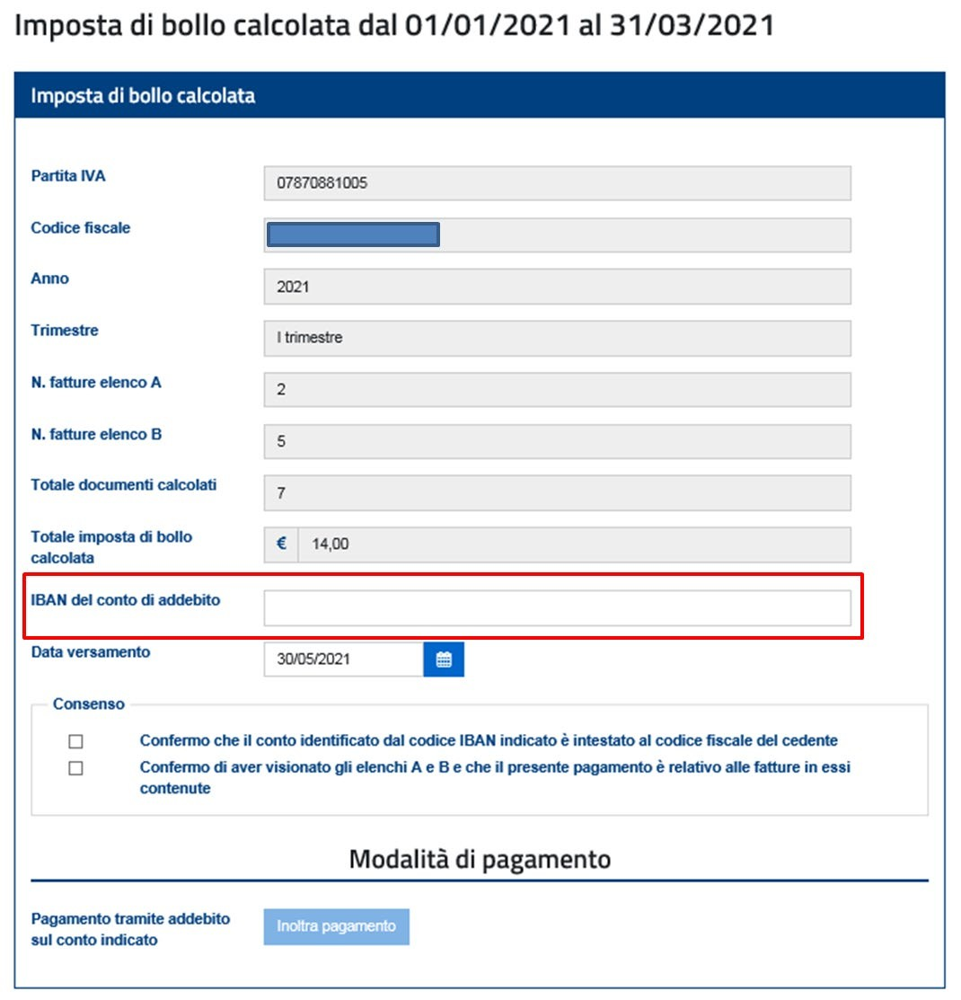 Imposta di bollo calcolata dal 01/01/2021 al 31/03/2021
Imposta di bollo calcolata
Partita IVA
07870881005
Codice fiscale
Anno
2021
Trimestre
I trimestre
N. fatture elenco A
2
N. fatture elenco B
5
Totale documenti calcolati
7
Totale imposta di bollo
calcolata
€ 14,00
IBAN del conto di addebito
Data versamento
30/05/2021
Consenso
Confermo che il conto identificato dal codice IBAN indicato è intestato al codice fiscale del cedente
Confermo di aver visionato gli elenchi A e B e che il presente pagamento è relativo alle fatture in essi
contenute
Modalità di pagamento
Pagamento tramite addebito
sul conto indicato
Inoltra pagamento